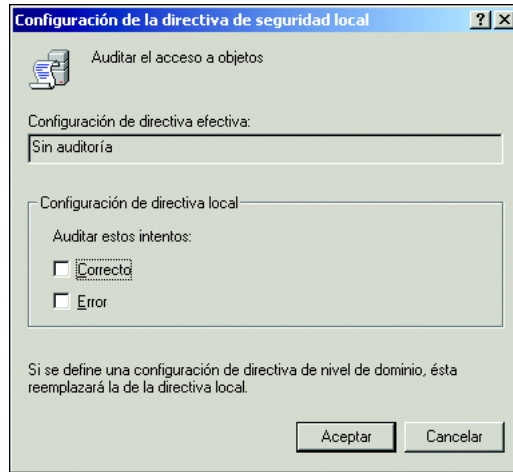 Configuración de la directiva de seguridad local
Auditar el acceso a objetos
Configuración de directiva efectiva:
Sin auditoría
Configuración de directiva local
Auditar estos intentos:
Correcto
Error
Si se define una configuración de directiva de nivel de dominio, ésta
reemplazará la de la directiva local.
Aceptar
Cancelar